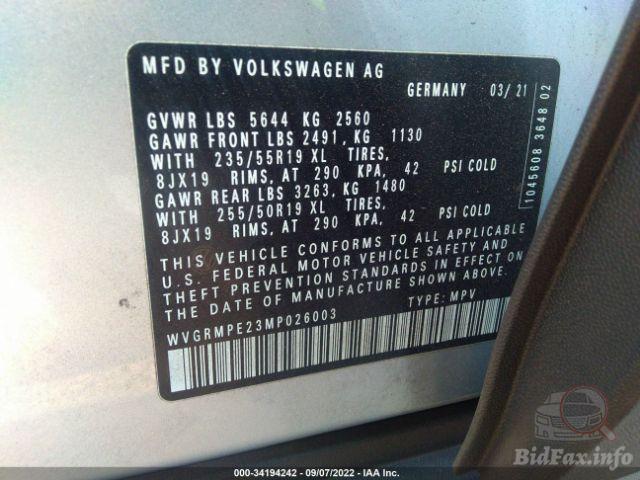 MFD BY VOLKSWAGEN AG
GERMANY 03/21
GVWR LBS 5644 KG 2560
GAWR FRONT LBS 2491, KG 1130
WITH 235/55R19 XL TIRES,
8JX19 RIMS, AT 290 KPA, 42 PSI COLD
GAWR REAR LBS 3263, KG 1480
WITH 255/50R19 XL TIRES,
8JX19 RIMS, AT 290 KPA, 42 PSI COLD
THIS VEHICLE CONFORMS TO ALL APPLICABLE
U.S. FEDERAL MOTOR VEHICLE SAFETY AND
THEFT PREVENTION STANDARDS IN EFFECT ON
THE DATE OF MANUFACTURE SHOWN ABOVE.
WVGRMPE23MP026003 TYPE: MPV
1045608 3648 02
BidFax.info
000-34194242 - 09/07/2022 - IAA Inc.